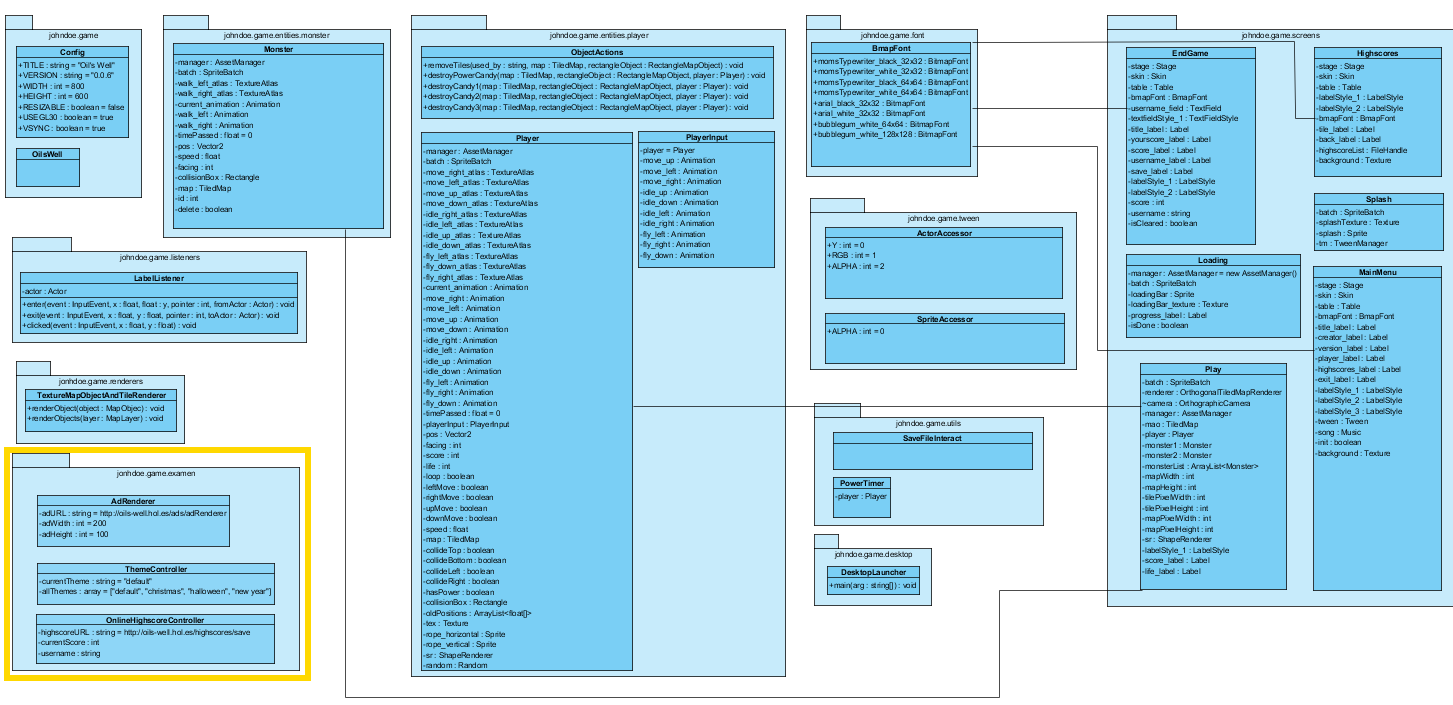 johndoe.game
Config
+TITLE : string = "Oil's Well"
+VERSION : string = "0.0.6"
+WIDTH : int = 800
+HEIGHT : int = 600
+RESIZABLE : boolean = false
+USEGL30 : boolean = true
+VSYNC : boolean = true
OilsWell
johndoe.game.entities.monster
Monster
-manager : AssetManager
-batch : SpriteBatch
-walk_left_atlas : TextureAtlas
-walk_right_atlas : TextureAtlas
-current_animation : Animation
-walk_left : Animation
-walk_right : Animation
-timePassed : float = 0
-pos : Vector2
-speed : float
-facing : int
-collisionBox : Rectangle
-map : TiledMap
-id : int
-delete : boolean
johndoe.game.listeners
LabelListener
-actor : Actor
+enter(event : InputEvent, x : float, float : y, pointer : int, fromActor : Actor) : void
+exit(event : InputEvent, x : float, y : float, pointer : int, toActor : Actor) : void
+clicked(event : InputEvent, x : float, y : float) : void
jonhdoe.game.renderers
TextureMapObjectAndTileRenderer
+renderObject(object : MapObjec) : void
+renderObjects(layer : MapLayer) : void
jonhdoe.game.examen
AdRenderer
-adURL : string = http://oils-well.hol.es/ads/adRenderer
-adWidth : int = 200
-adHeight : int = 100
ThemeController
-currentTheme : string = "default"
-allThemes : array = ["default", "christmas", "halloween", "new year"]
OnlineHighscoreController
-highscoreURL : string = http://oils-well.hol.es/highscores/save
-currentScore : int
-username : string
johndoe.game.entities.player
ObjectActions
+removeTiles(used_by : string, map : TiledMap, rectangleObject : RectangleMapObject) : void
+destroyPowerCandy(map : TiledMap, rectangleObject : RectangleMapObject, player : Player) : void
+destroyCandy1(map : TiledMap, rectangleObject : RectangleMapObject, player : Player) : void
+destroyCandy2(map : TiledMap, rectangleObject : RectangleMapObject, player : Player) : void
+destroyCandy3(map : TiledMap, rectangleObject : RectangleMapObject, player : Player) : void
Player
-manager : AssetManager
-batch : SpriteBatch
-move_right_atlas : TextureAtlas
-move_left_atlas : TextureAtlas
-move_up_atlas : TextureAtlas
-move_down_atlas : TextureAtlas
-idle_right_atlas : TextureAtlas
-idle_left_atlas : TextureAtlas
-idle_up_atlas : TextureAtlas
-idle_down_atlas : TextureAtlas
-fly_left_atlas : TextureAtlas
-fly_down_atlas : TextureAtlas
-fly_right_atlas : TextureAtlas
-current_animation : Animation
-move_right : Animation
-move_left : Animation
-move_up : Animation
-move_down : Animation
-idle_right : Animation
-idle_left : Animation
-idle_up : Animation
-idle_down : Animation
-fly_left : Animation
-fly_right : Animation
-fly_down : Animation
-timePassed : float = 0
-playerInput : PlayerInput
-pos : Vector2
-facing : int
-score : int
-life : int
-loop : boolean
-leftMove : boolean
-rightMove : boolean
-upMove : boolean
-downMove : boolean
-speed : float
-map : TiledMap
-collideTop : boolean
-collideBottom : boolean
-collideLeft : boolean
-collideRight : boolean
-hasPower : boolean
-collisionBox : Rectangle
-oldPositions : ArrayList<float[]>
-tex : Texture
-rope_horizontal : Sprite
-rope_vertical : Sprite
-sr : ShapeRenderer
-random : Random
PlayerInput
-player = Player
-move_up : Animation
-move_left : Animation
-move_right : Animation
-idle_up : Animation
-idle_down : Animation
-idle_left : Animation
-idle_right : Animation
-fly_left : Animation
-fly_right : Animation
-fly_down : Animation
johndoe.game.font
BmapFont
+momsTypewriter_black_32x32 : BitmapFont
+momsTypewriter_white_32x32 : BitmapFont
+momsTypewriter_black_64x64 : BitmapFont
+momsTypewriter_white_64x64 : BitmapFont
+arial_black_32x32 : BitmapFont
+arial_white_32x32 : BitmapFont
+bubblegum_white_64x64 : BitmapFont
+bubblegum_white_128x128 : BitmapFont
johndoe.game.tween
ActorAccessor
+Y : int = 0
+RGB : int = 1
+ALPHA : int = 2
SpriteAccessor
+ALPHA : int = 0
johndoe.game.utils
SaveFileInteract
PowerTimer
-player : Player
johndoe.game.desktop
DesktopLauncher
+main(arg : string[]) : void
johndoe.game.screens
EndGame
-stage : Stage
-skin : Skin
-table : Table
-bmapFont : BmapFont
-username_field : TextField
-textfieldStyle_1 : TextFieldStyle
-title_label : Label
-yourscore_label : Label
-score_label : Label
-username_label : Label
-save_label : Label
-labelStyle_1 : LabelStyle
-labelStyle_2 : LabelStyle
-score : int
-username : string
-isCleared : boolean
Highscores
-stage : Stage
-skin : Skin
-table : Table
-labelStyle_1 : LabelStyle
-labelStyle_2 : LabelStyle
-bmapFont : BmapFont
-tile_label : Label
-back_label : Label
-highscoreList : FileHandle
-background : Texture
Splash
-batch : SpriteBatch
-splashTexture : Texture
-splash : Sprite
-tm : TweenManager
Loading
-manager : AssetManager = new AssetManager()
-batch : SpriteBatch
-loadingBar : Sprite
-loadingBar_texture : Texture
-progress_label : Label
-isDone : boolean
MainMenu
-stage : Stage
-skin : Skin
-table : Table
-bmapFont : BmapFont
-title_label : Label
-creator_label : Label
-version_label : Label
-player_label : Label
-highscores_label : Label
-exit_label : Label
-labelStyle_1 : LabelStyle
-labelStyle_2 : LabelStyle
-labelStyle_3 : LabelStyle
-tween : Tween
-song : Music
-init : boolean
-background : Texture
Play
-batch : SpriteBatch
-renderer : OrthogonalTiledMapRenderer
~camera : OrthographicCamera
-manager : AssetManager
-mao : TiledMap
-player : Player
-monster1 : Monster
-monster2 : Monster
-monsterList : ArrayList<Monster>
-mapWidth : int
-mapHeight : int
-tilePixelWidth : int
-tilePixelHeight : int
-mapPixelWidth : int
-mapPixelHeight : int
-sr : ShapeRenderer
-labelStyle_1 : LabelStyle
-score_label : Label
-life_label : Label